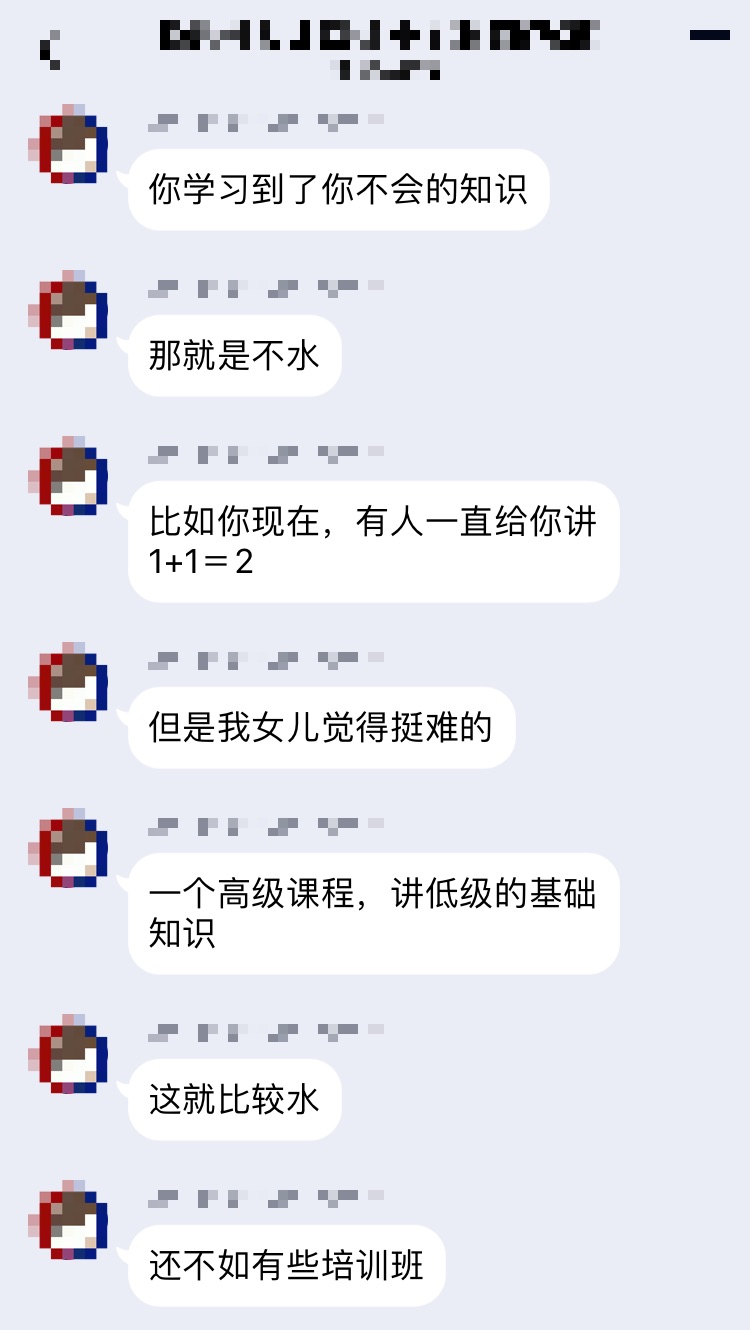 你学习到了你不会的知识
那就是不水
比如你现在，有人一直给你讲
1+1＝2
但是我女儿觉得挺难的
一个高级课程，讲低级的基础
知识
这就比较水
还不如有些培训班